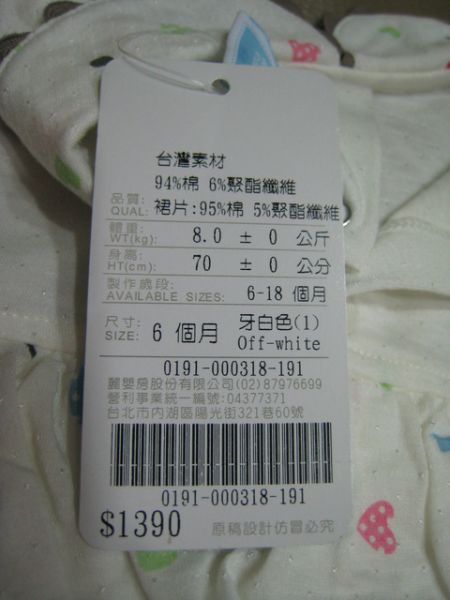 台灣素材
94%棉 6%聚酯纖維
品質:
QUAL: 裙片:95%棉 5%聚酯纖維
體重:
WT(kg): 8.0 ± 0 公斤
身高:
HT(cm): 70 ± 0 公分
製作歲段:
AVAILABLE SIZES: 6-18 個月
尺寸:
SIZE: 6 個月 牙白色(1)
Off-white
0191-000318-191
麗嬰房股份有限公司(02)87976699
營利事業統一編號:04377371
台北市內湖區陽光街321巷60號
0191-000318-191
$1390 原稿設計仿冒必究